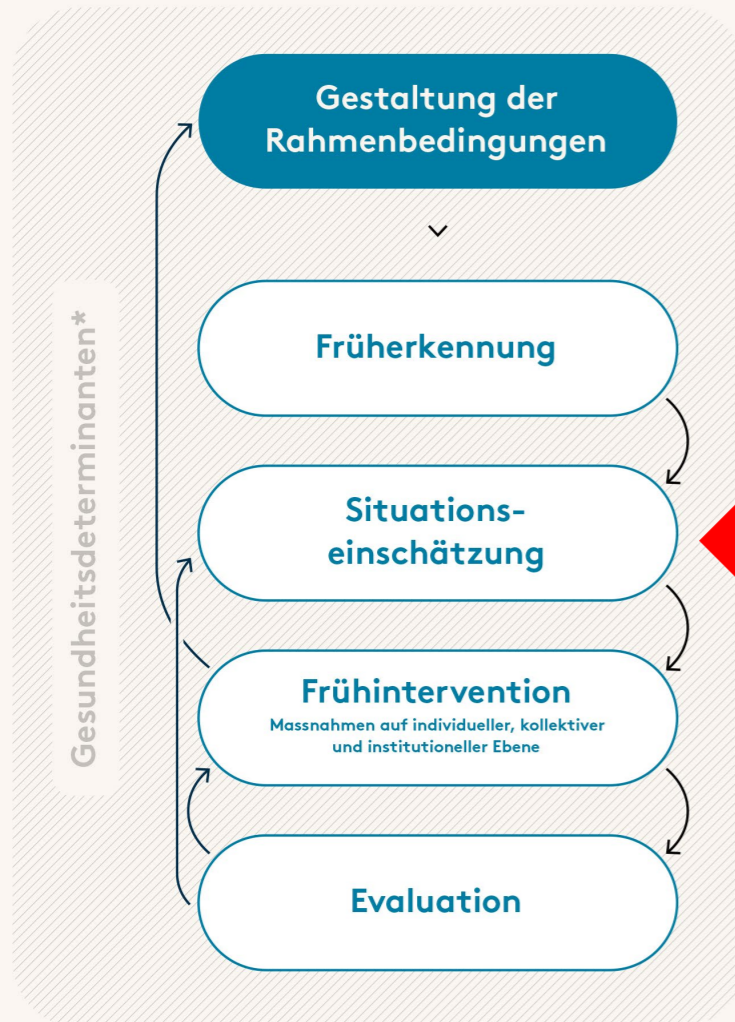 Gestaltung der
Rahmenbedingungen
Früherkennung
Gesundheitsdeterminanten*
Situations-
einschätzung
Frühintervention
Massnahmen auf individueller, kollektiver
und institutioneller Ebene
Evaluation